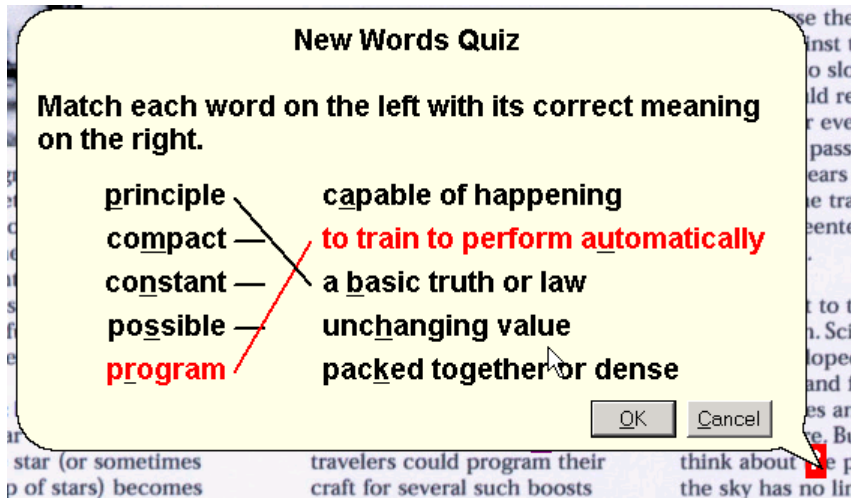 New Words Quiz
Match each word on the left with its correct meaning
on the right.
principle capable of happening
compact to train to perform automatically
constant a basic truth or law
possible unchanging value
program packed together or dense
OK Cancel
star (or sometimes travelers could program their think about
of stars) becomes craft for several such boosts the sky has no